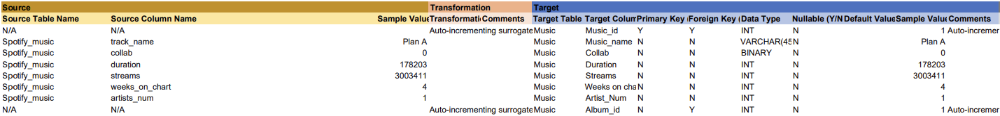 Source Transformation Target
Source Table Name Source Column Name Sample Valu Transformati Comments Target Table Target Colum Primary Key ( Foreign Key ( Data Type Nullable (Y/N Default Value Sample Valu Comments
N/A N/A Auto-incrementing surrogate Music Music_id Y Y INT N 1 Auto-incremen
Spotify_music track_name Plan A Music Music_name N N VARCHAR(45 N Plan A
Spotify_music collab 0 Music Collab N N BINARY N 0
Spotify_music duration 178203 Music Duration N N INT N 178203
Spotify_music streams 3003411 Music Streams N N INT N 3003411
Spotify_music weeks_on_chart 4 Music Weeks on cha N N INT N 4
Spotify_music artists_num 1 Music Artist_Num N N INT N 1
N/A N/A Auto-incrementing surrogate Music Album_id N Y INT N 1 Auto-incremen